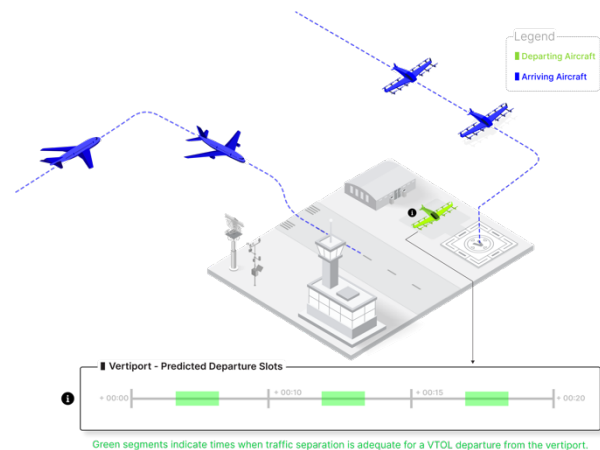 Legend
Departing Aircraft
Arriving Aircraft
i
Vertiport - Predicted Departure Slots
i
+ 00:00
+ 00:10
+ 00:15
+ 00:20
Green segments indicate times when traffic separation is adequate for a VTOL departure from the vertiport.